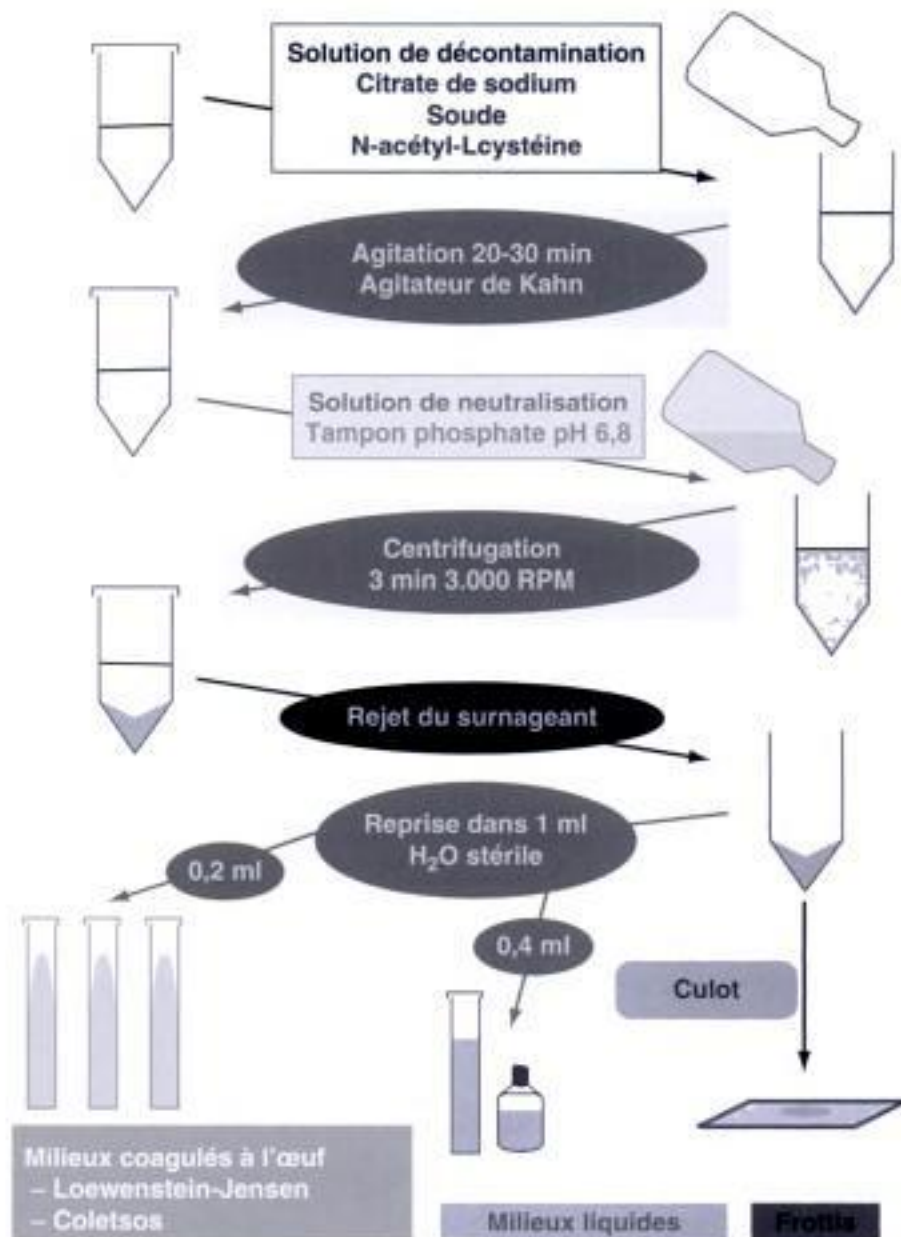 Solution de décontamination
Citrate de sodium
Soude
N-acétyl-Lcystéine
Agitation 20-30 min
Agitateur de Kahn
Solution de neutralisation
Tampon phosphate pH 6,8
Centrifugation
3 min 3.000 RPM
Rejet du surnageant
Reprise dans 1 ml
H₂O stérile
0,2 ml
0,4 ml
Culot
Milieux coagulés à l'œuf
– Loewenstein-Jensen
– Coletsos
Milieux liquides
Frottis